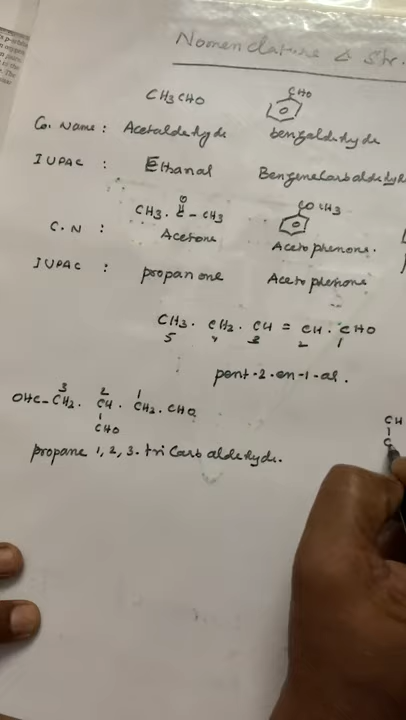 Nomenclature & Str.
CH3CHO CHO
Co. Name : Acetaldehyde benzaldehyde
IUPAC : Ethanal Benzenecarbaldehyde
O
CH3 . C - CH3 COCH3
C.N : Acetone Acetophenone.
IUPAC : propanone Acetophenone
CH3 . CH2 . CH = CH . CHO
5 4 3 2 1
pent-2-en-1-al.
3 2 1
OHC-CH2 . CH . CH2 . CHO
CHO
propane 1, 2, 3. tri Carbaldehyde.
CH
C